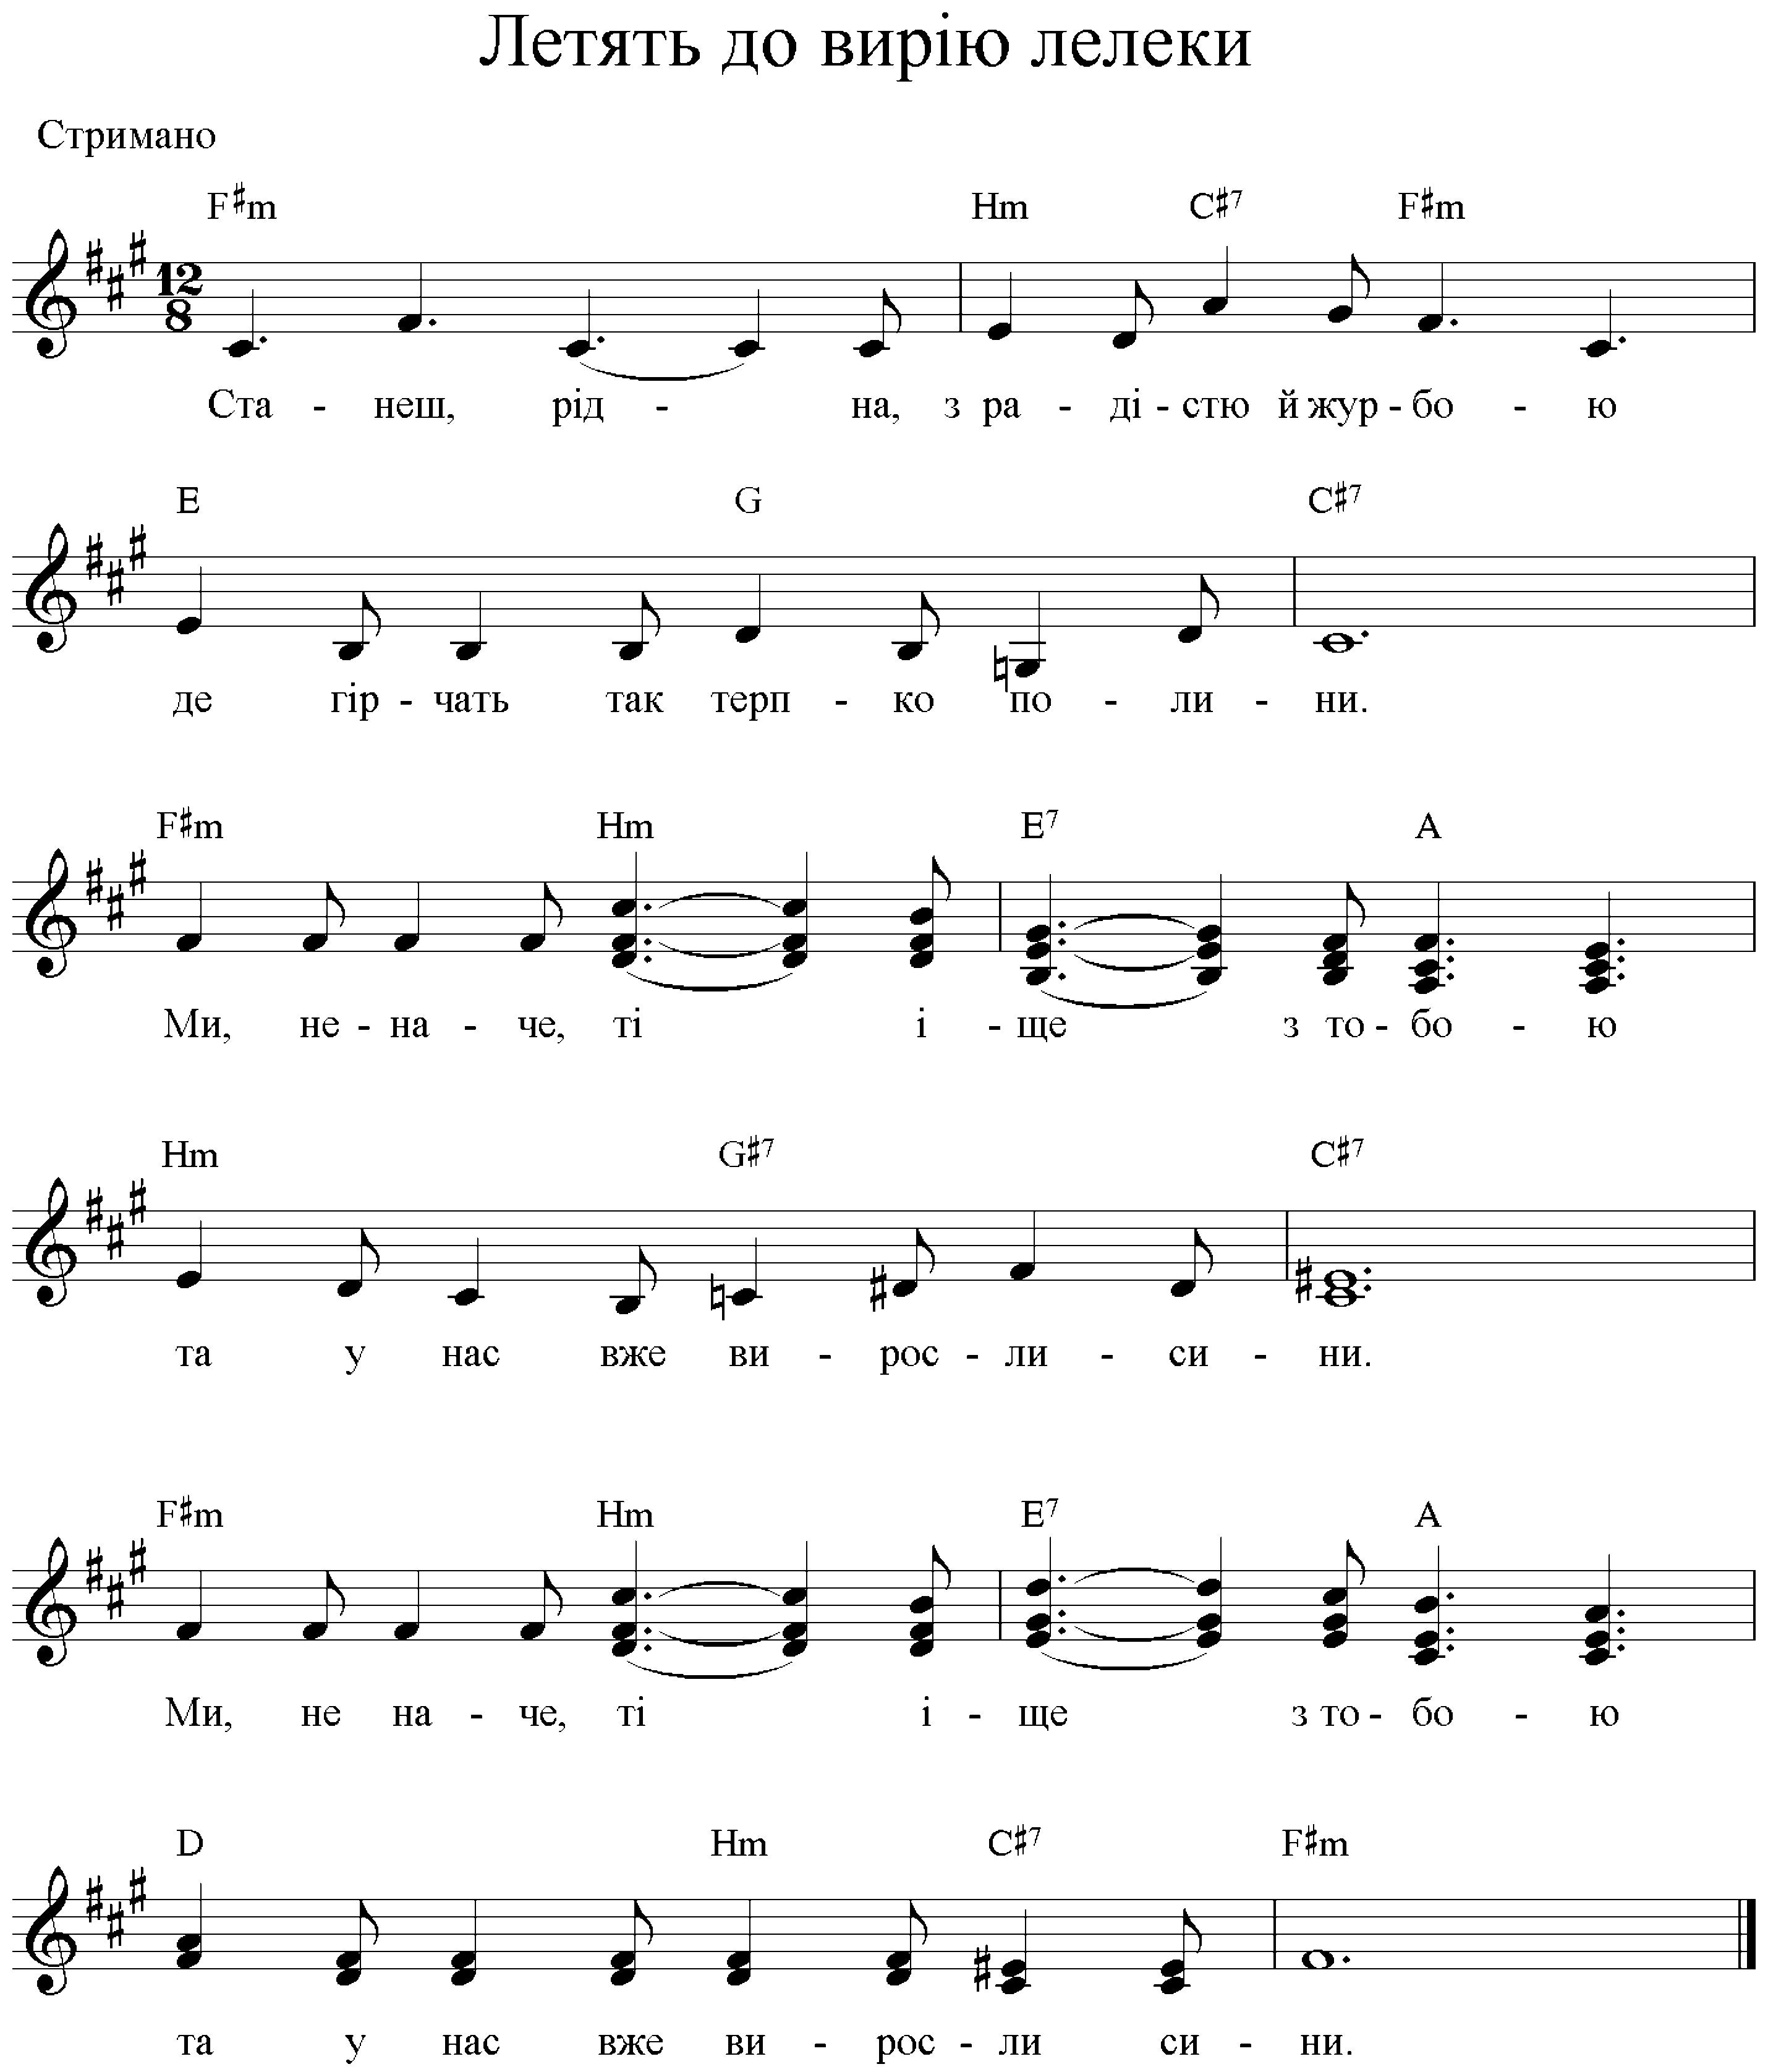 Летять до вирію лелеки
Стримано
F♯m Hm C♯7 F♯m
12
8
Ста - неш, рід - на, з ра - ді - стю й жур - бо - ю
E G C♯7
де гір - чать так терп - ко по - ли - ни.
F♯m Hm E7 A
Ми, не - на - че, ті і - ще з то - бо - ю
Hm G♯7 C♯7
та у нас вже ви - рос - ли - си - ни.
F♯m Hm E7 A
Ми, не на - че, ті і - ще з то - бо - ю
D Hm C♯7 F♯m
та у нас вже ви - рос - ли си - ни.